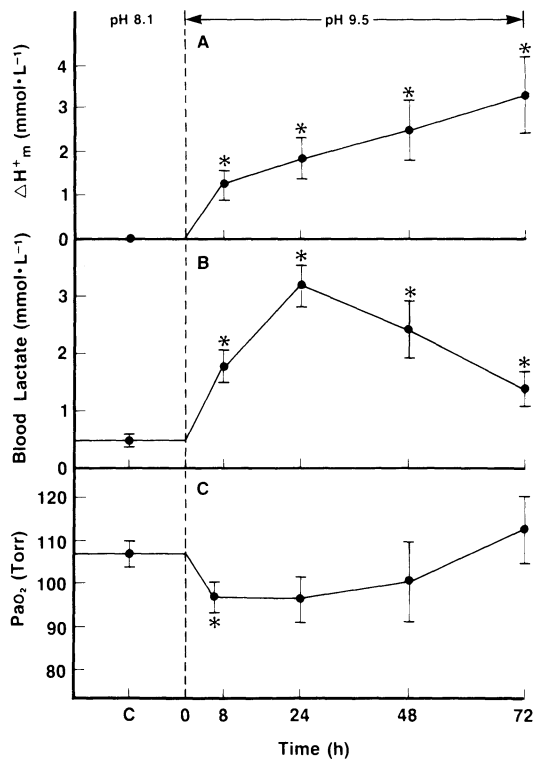 pH 8.1
pH 9.5
A
△H⁺m (mmol•L⁻¹)
4
3
2
1
0
*
*
*
*
B
Blood Lactate (mmol•L⁻¹)
3
2
1
0
*
*
*
*
C
PaO₂ (Torr)
120
110
100
90
80
*
C 0 8 24 48 72
Time (h)